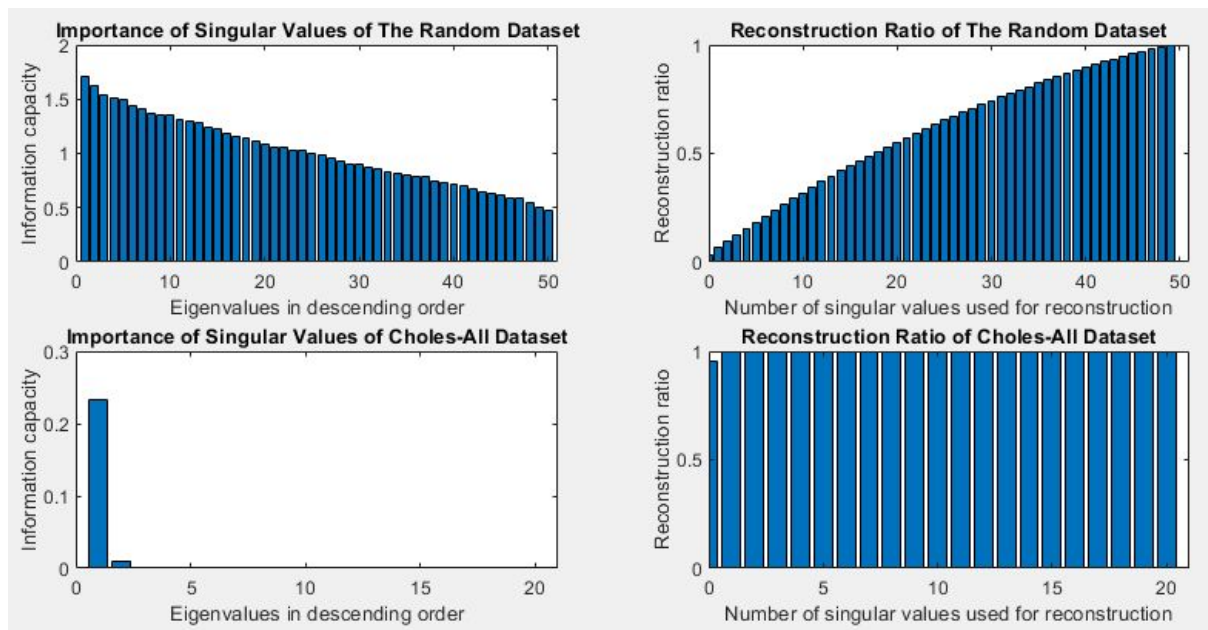 Importance of Singular Values of The Random Dataset
2
1.5
1
0.5
0
Information capacity
0 10 20 30 40 50
Eigenvalues in descending order
Reconstruction Ratio of The Random Dataset
1
0.5
0
Reconstruction ratio
0 10 20 30 40 50
Number of singular values used for reconstruction
Importance of Singular Values of Choles-All Dataset
0.3
0.2
0.1
0
Information capacity
0 5 10 15 20
Eigenvalues in descending order
Reconstruction Ratio of Choles-All Dataset
1
0.5
0
Reconstruction ratio
0 5 10 15 20
Number of singular values used for reconstruction